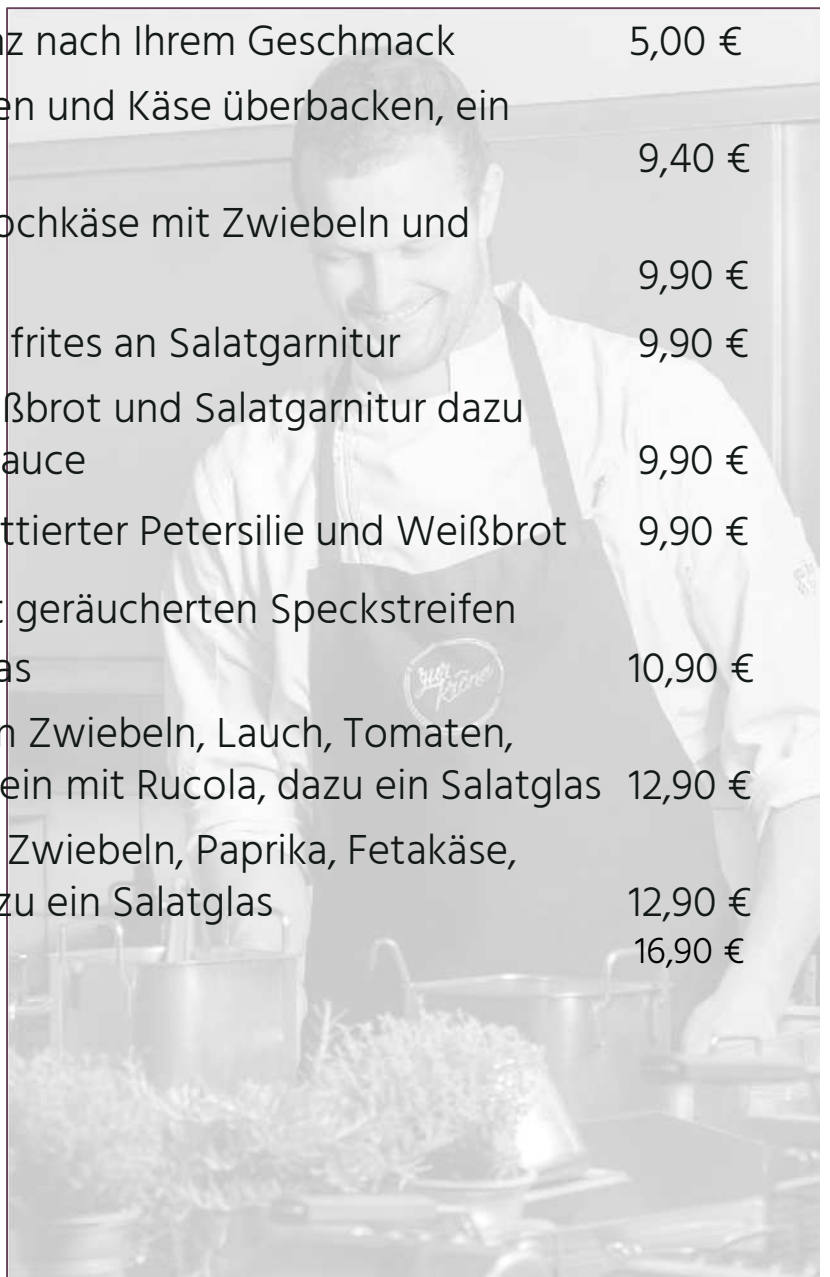 nz nach Ihrem Geschmack 5,00 €
en und Käse überbacken, ein
9,40 €
ochkäse mit Zwiebeln und
9,90 €
frites an Salatgarnitur 9,90 €
ßbrot und Salatgarnitur dazu
auce 9,90 €
ttierter Petersilie und Weißbrot 9,90 €
t geräucherten Speckstreifen
as 10,90 €
n Zwiebeln, Lauch, Tomaten,
ein mit Rucola, dazu ein Salatglas 12,90 €
Zwiebeln, Paprika, Fetakäse,
zu ein Salatglas 12,90 €
16,90 €
zur
krone